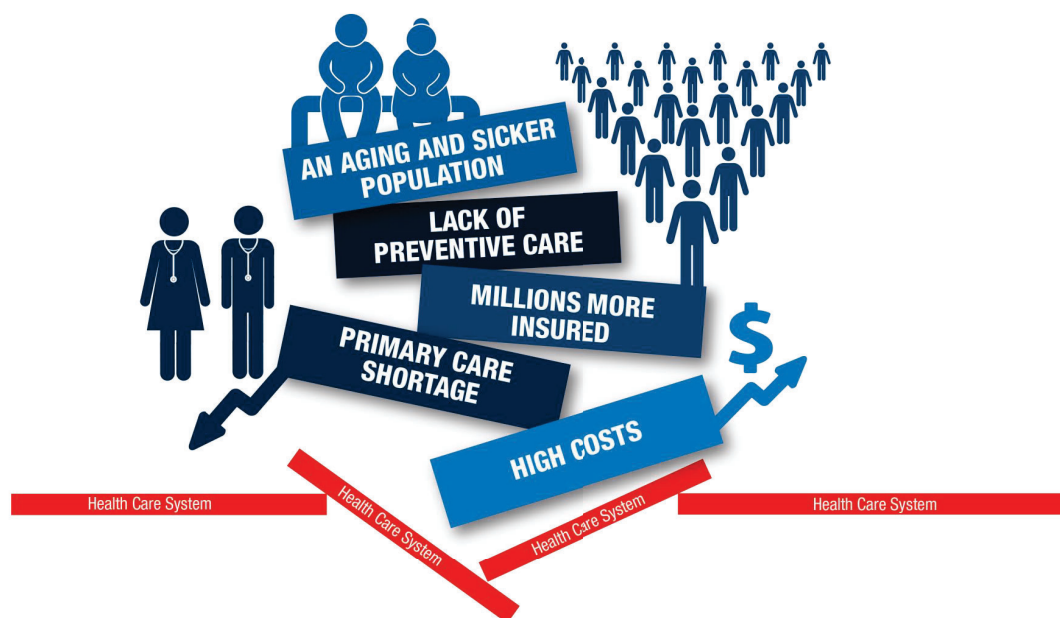 AN AGING AND SICKER
POPULATION
LACK OF
PREVENTIVE CARE
MILLIONS MORE
INSURED
$
PRIMARY CARE
SHORTAGE
HIGH COSTS
Health Care System
Health Care System
Health Care System
Health Care System